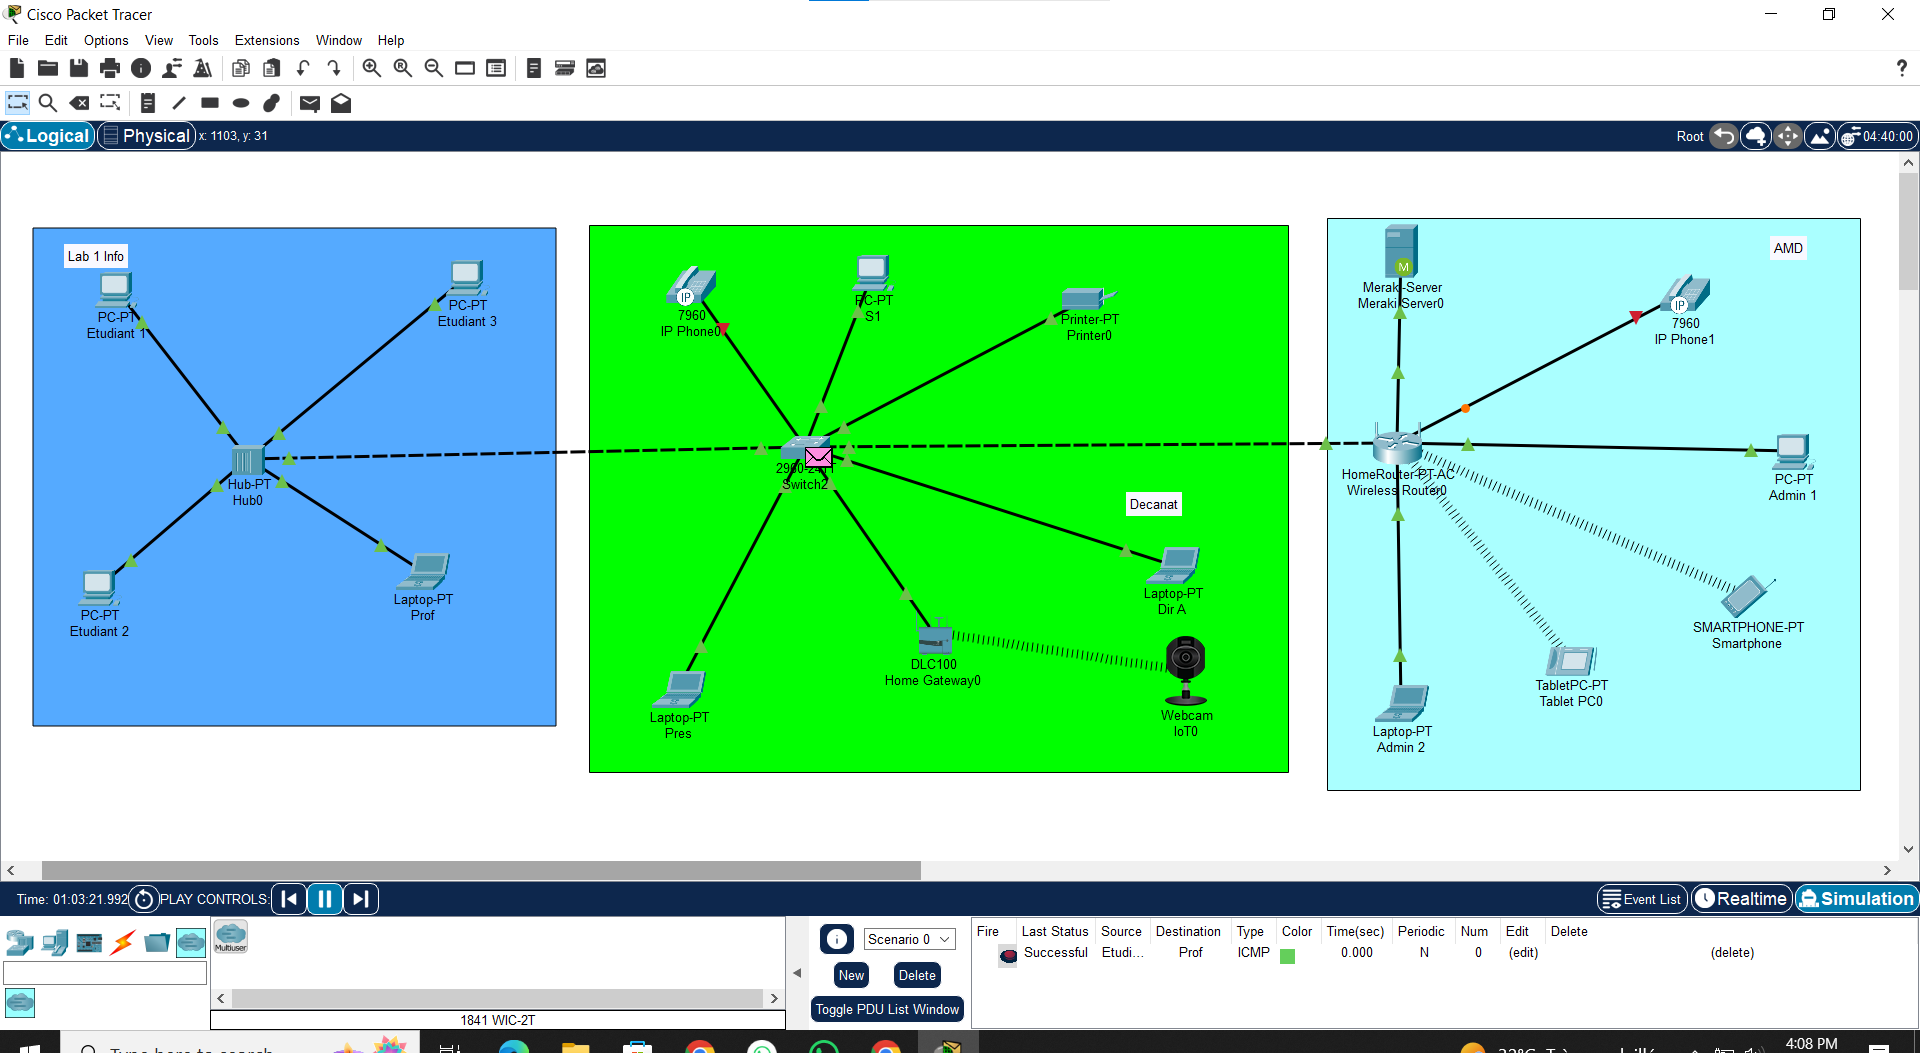 Cisco Packet Tracer
File Edit Options View Tools Extensions Window Help
?
Logical Physical x: 1103, y: 31 Root 04:40:00
Lab 1 Info
PC-PT
Etudiant 1
PC-PT
Etudiant 3
Hub-PT
Hub0
PC-PT
Etudiant 2
Laptop-PT
Prof
IP
7960
IP Phone0
PC-PT
S1
Printer-PT
Printer0
Switch2
Decanat
Laptop-PT
Dir A
DLC100
Home Gateway0
Laptop-PT
Pres
Webcam
IoT0
AMD
M
Meraki-Server
Meraki Server0
IP
7960
IP Phone1
HomeRouter-PT-AC
Wireless Router0
PC-PT
Admin 1
SMARTPHONE-PT
Smartphone
TabletPC-PT
Tablet PC0
Laptop-PT
Admin 2
Time: 01:03:21.992 PLAY CONTROLS: Event List Realtime Simulation
Multiuser
1841 WIC-2T
Scenario 0
New Delete
Toggle PDU List Window
Fire Last Status Source Destination Type Color Time(sec) Periodic Num Edit Delete
Successful Etudi... Prof ICMP 0.000 N 0 (edit) (delete)
Type here to search
4:08 PM